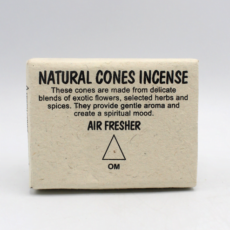 NATURAL CONES INCENSE
These cones are made from delicate
blends of exotic flowers, selected herbs and
spices. They provide gentle aroma and
create a spiritual mood.
AIR FRESHER
OM